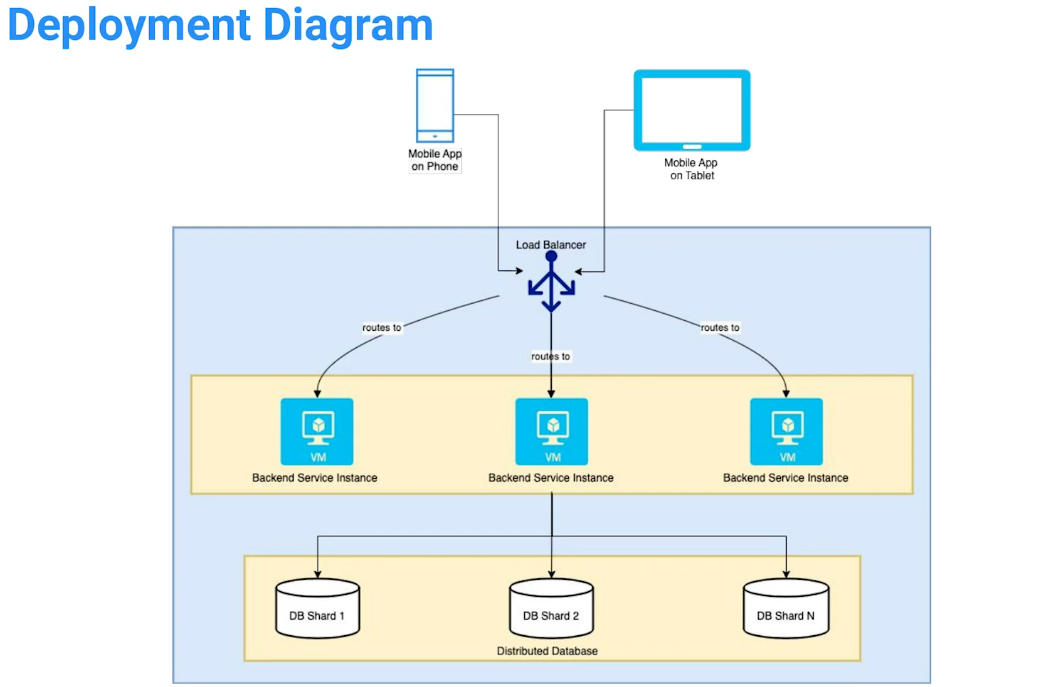 Deployment Diagram
Mobile App
on Phone
Mobile App
on Tablet
Load Balancer
routes to
routes to
routes to
VM
VM
VM
Backend Service Instance
Backend Service Instance
Backend Service Instance
DB Shard 1
DB Shard 2
DB Shard N
Distributed Database